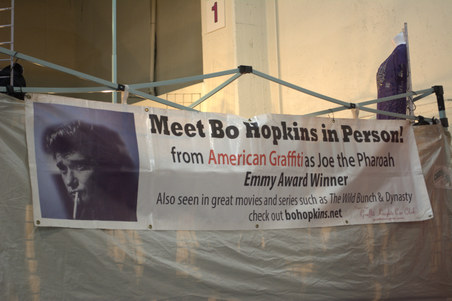 1
Meet Bo Hopkins in Person!
from American Graffiti as Joe the Pharoah
Emmy Award Winner
Also seen in great movies and series such as The Wild Bunch & Dynasty
check out bohopkins.net